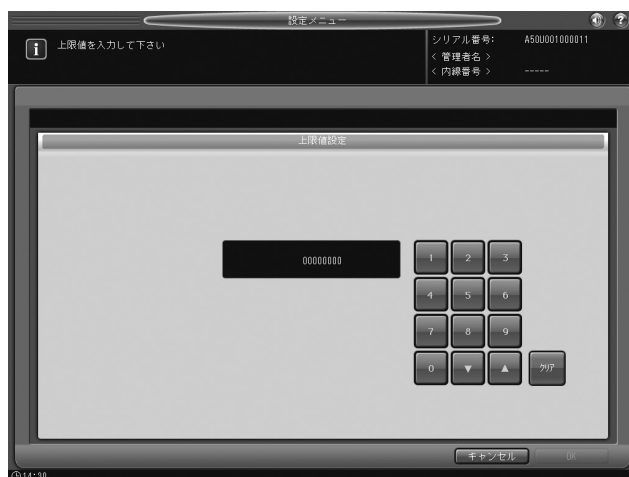 設定メニュー
?
i
上限値を入力して下さい
シリアル番号: A50U001000011
< 管理者名 >
< 内線番号 > -----
上限値設定
00000000
1 2 3
4 5 6
7 8 9
0 ▼ ▲ クリア
キャンセル OK